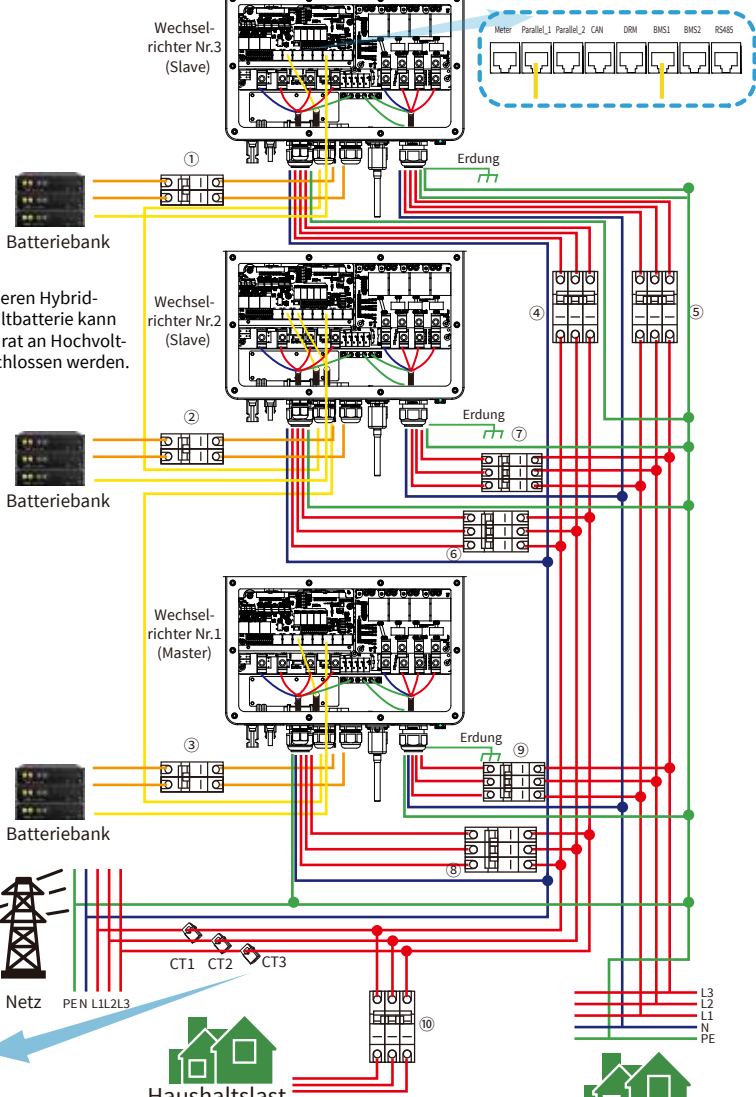 Wechsel-
richter Nr.3
(Slave)
Meter Parallel_1 Parallel_2 CAN DRM BMS1 BMS2 RS485
①
Erdung
Batteriebank
eren Hybrid-
ltbatterie kann
rat an Hochvolt-
chlossen werden.
Wechsel-
richter Nr.2
(Slave)
④
⑤
②
Erdung
⑦
Batteriebank
⑥
Wechsel-
richter Nr.1
(Master)
③
Erdung
⑨
Batteriebank
⑧
CT1 CT2 CT3
Netz
PE N L1 L2 L3
⑩
L3
L2
L1
N
PE
Haushaltslast